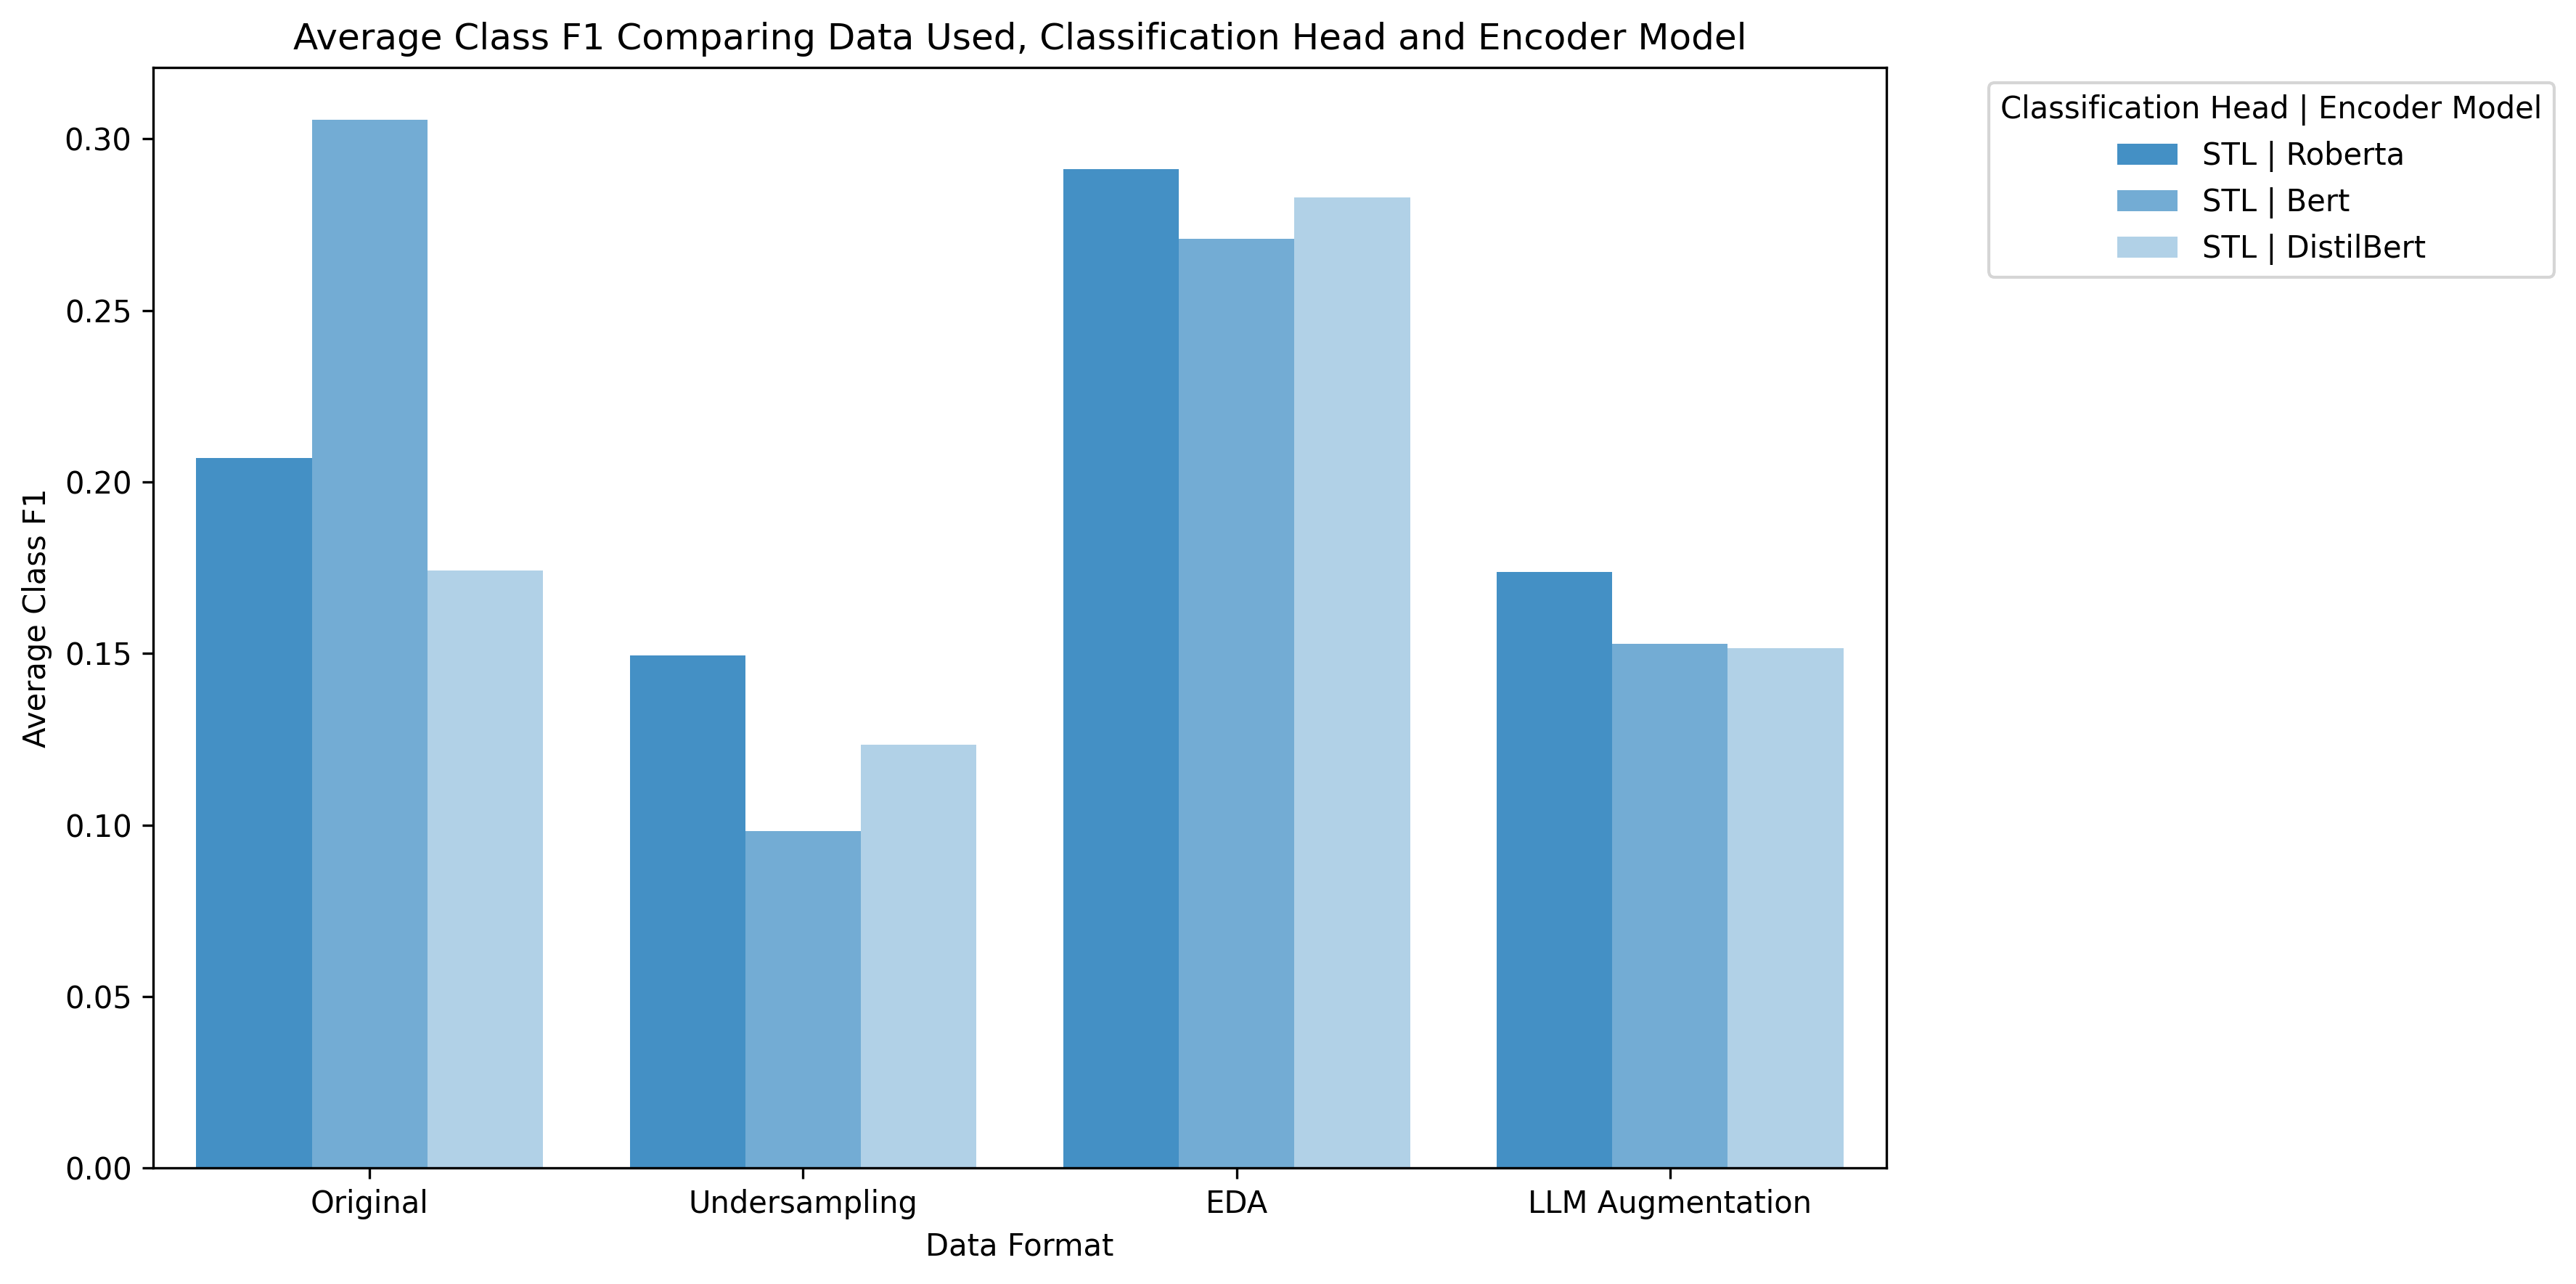 Average Class F1 Comparing Data Used, Classification Head and Encoder Model
Classification Head | Encoder Model
STL | Roberta
STL | Bert
STL | DistilBert
Average Class F1
0.30
0.25
0.20
0.15
0.10
0.05
0.00
Original
Undersampling
EDA
LLM Augmentation
Data Format